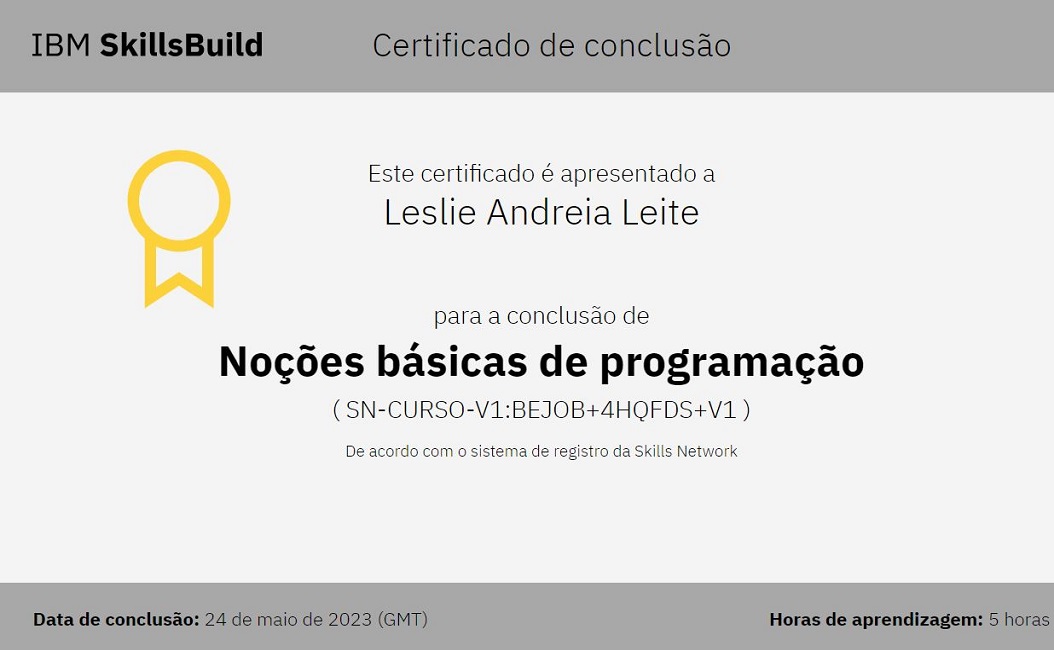 IBM SkillsBuild
Certificado de conclusão
Este certificado é apresentado a
Leslie Andreia Leite
para a conclusão de
Noções básicas de programação
( SN-CURSO-V1:BEJOB+4HQFDS+V1 )
De acordo com o sistema de registro da Skills Network
Data de conclusão: 24 de maio de 2023 (GMT)
Horas de aprendizagem: 5 horas